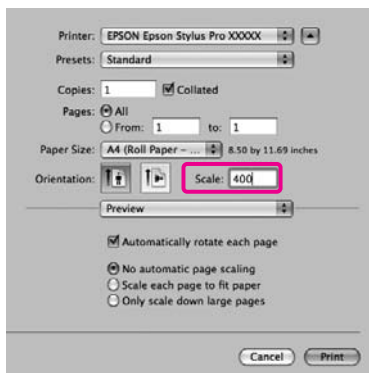 Printer: EPSON Epson Stylus Pro XXXXX
Presets: Standard
Copies: 1 Collated
Pages: All
From: 1 to: 1
Paper Size: A4 (Roll Paper - ... 8.50 by 11.69 inches
Orientation: Scale: 400
Preview
Automatically rotate each page
No automatic page scaling
Scale each page to fit paper
Only scale down large pages
Cancel Print